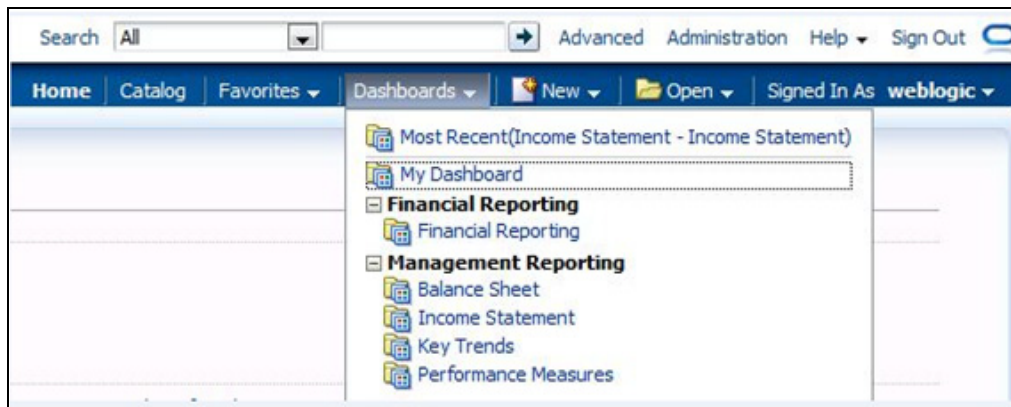 Search All Advanced Administration Help Sign Out
Home Catalog Favorites Dashboards New Open Signed In As weblogic
Most Recent(Income Statement - Income Statement)
My Dashboard
Financial Reporting
Financial Reporting
Management Reporting
Balance Sheet
Income Statement
Key Trends
Performance Measures